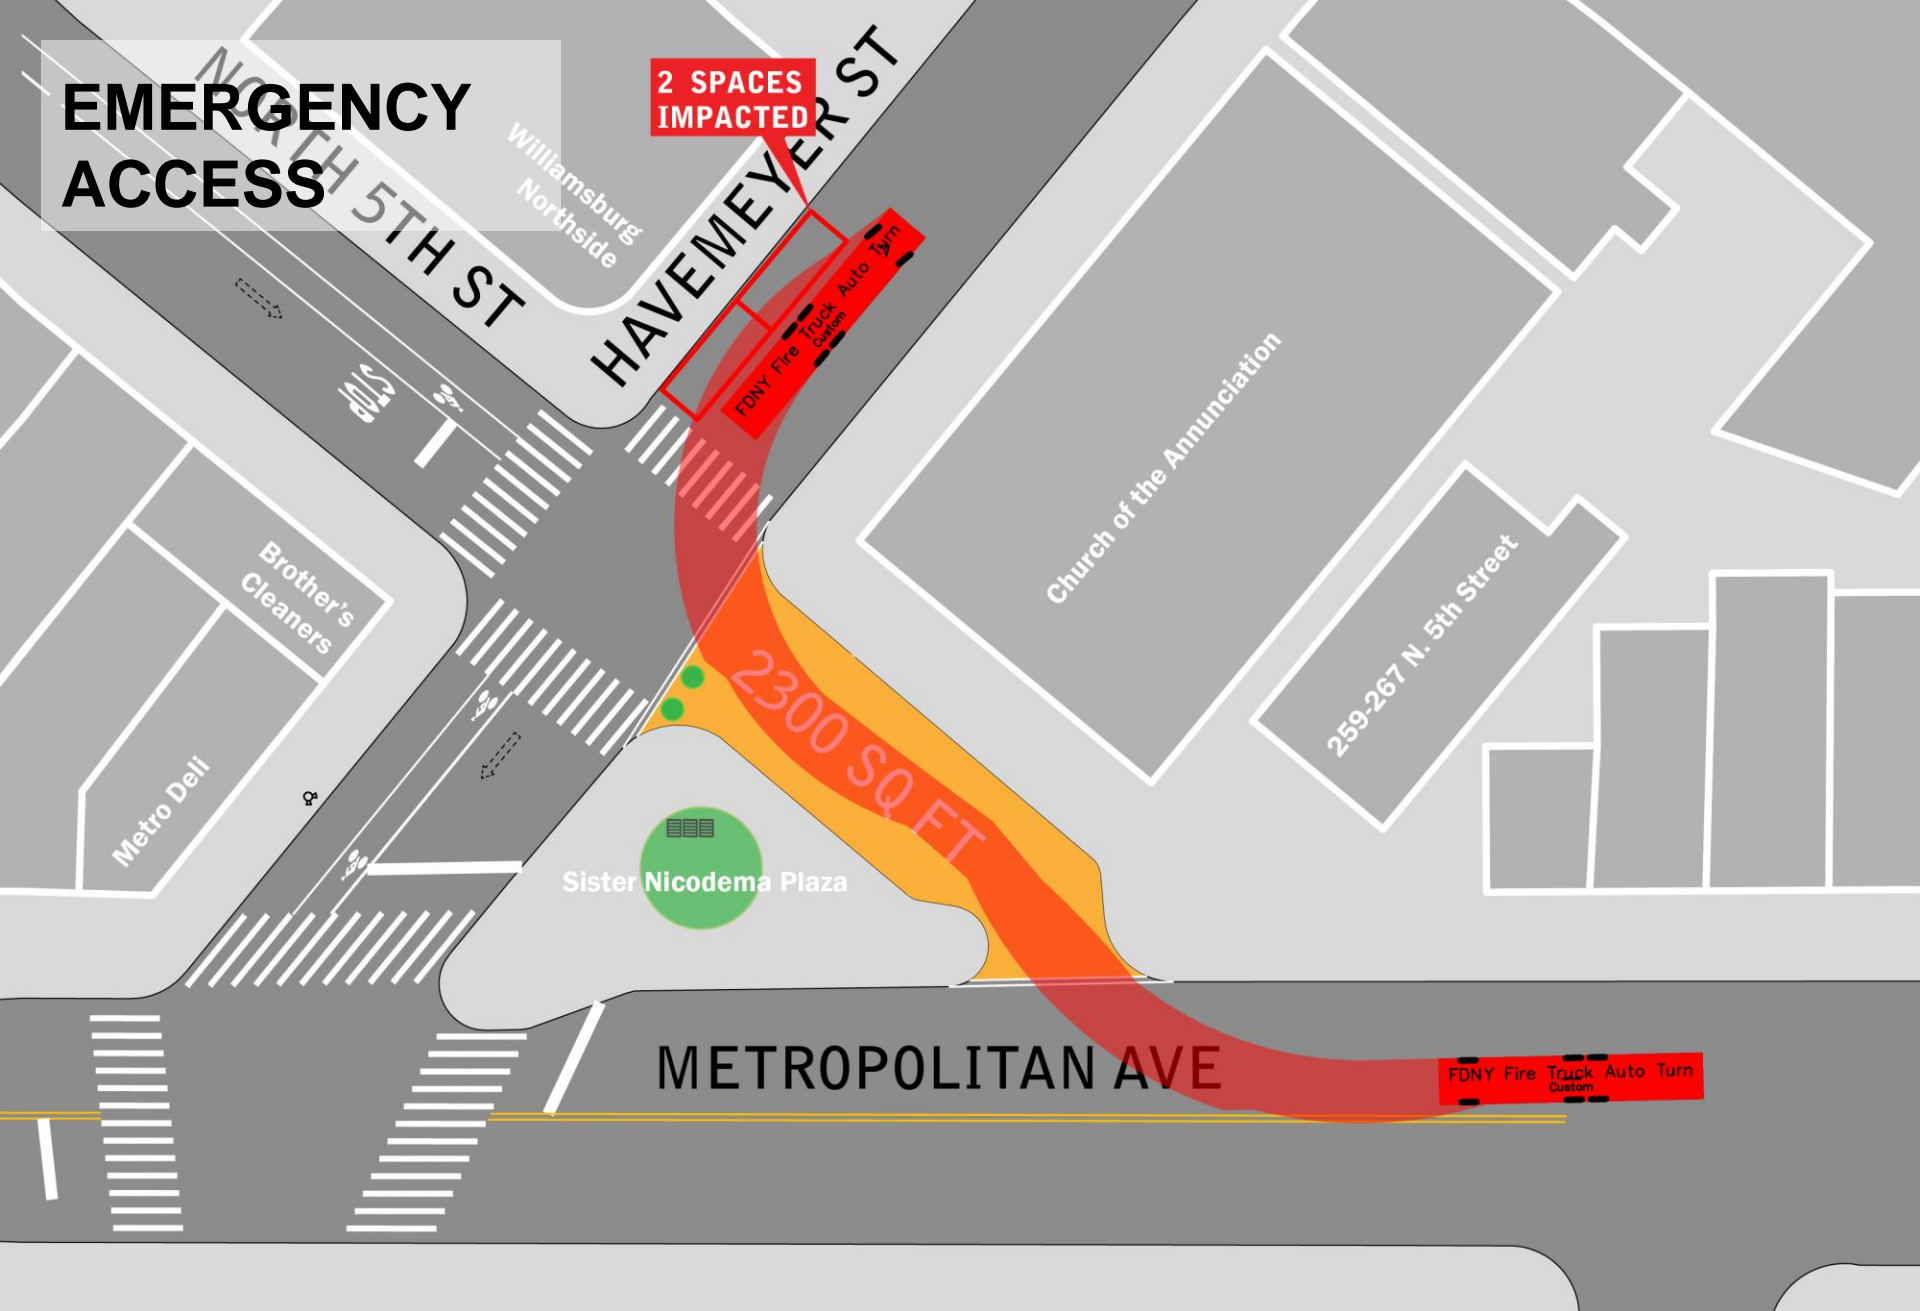 EMERGENCY
ACCESS
NORTH 5TH ST
2 SPACES
IMPACTED
HAVEMEYER ST
Williamsburg
Northside
FDNY Fire Truck Auto Turn
Custom
STOP
Church of the Annunciation
259-267 N. 5th Street
Brother's
Cleaners
Metro Deli
2300 SQ FT
Sister Nicodema Plaza
METROPOLITAN AVE
FDNY Fire Truck Auto Turn
Custom